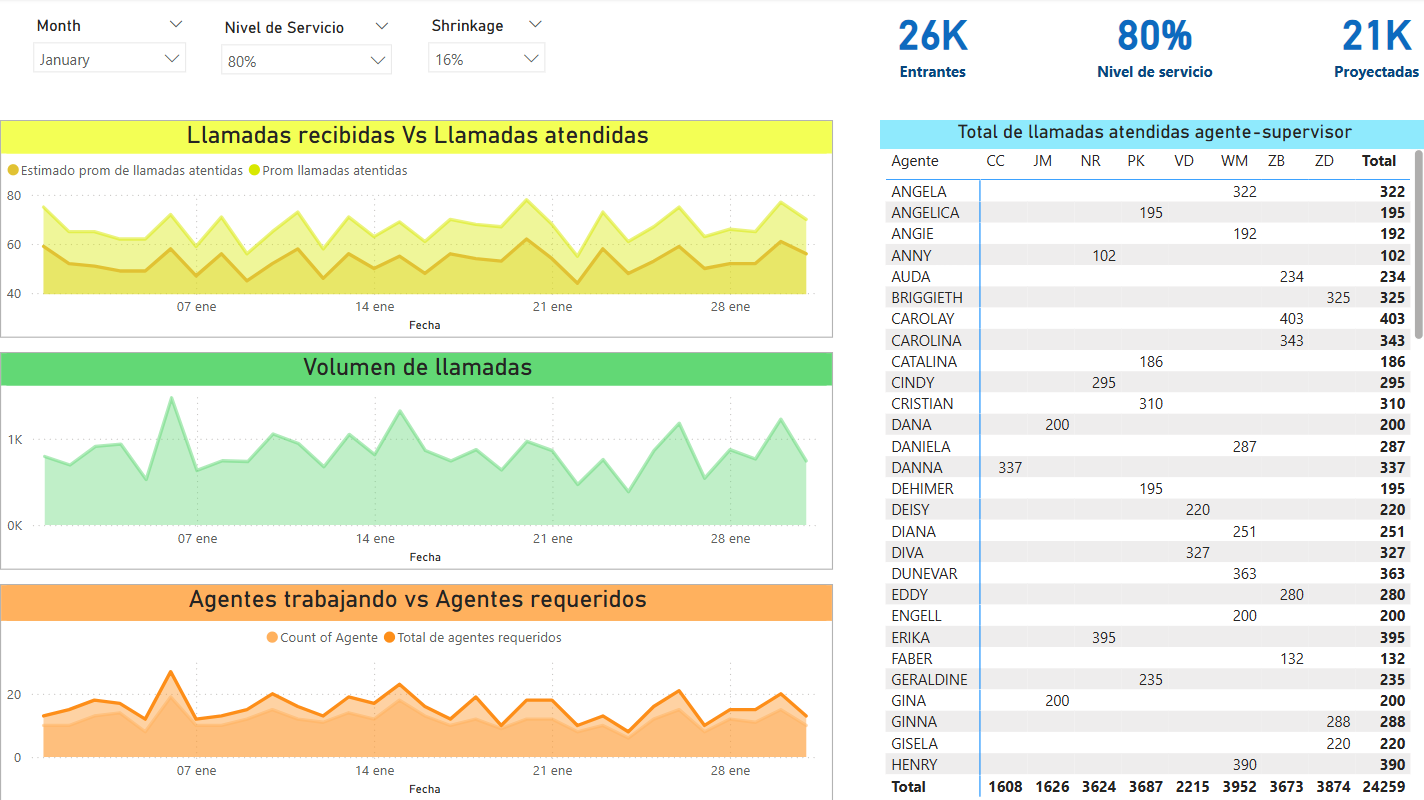 Month
January
Nivel de Servicio
80%
Shrinkage
16%
26K
Entrantes
80%
Nivel de servicio
21K
Proyectadas
Llamadas recibidas Vs Llamadas atendidas
Estimado prom de llamadas atentidas Prom llamadas atentidas
80
60
40
07 ene 14 ene 21 ene 28 ene
Fecha
Volumen de llamadas
1K
0K
07 ene 14 ene 21 ene 28 ene
Fecha
Agentes trabajando vs Agentes requeridos
Count of Agente Total de agentes requeridos
20
0
07 ene 14 ene 21 ene 28 ene
Fecha
Total de llamadas atendidas agente-supervisor
Agente CC JM NR PK VD WM ZB ZD Total
ANGELA 322 322
ANGELICA 195 195
ANGIE 192 192
ANNY 102 102
AUDA 234 234
BRIGGIETH 325 325
CAROLAY 403 403
CAROLINA 343 343
CATALINA 186 186
CINDY 295 295
CRISTIAN 310 310
DANA 200 200
DANIELA 287 287
DANNA 337 337
DEHIMER 195 195
DEISY 220 220
DIANA 251 251
DIVA 327 327
DUNEVAR 363 363
EDDY 280 280
ENGELL 200 200
ERIKA 395 395
FABER 132 132
GERALDINE 235 235
GINA 200 200
GINNA 288 288
GISELA 220 220
HENRY 390 390
Total 1608 1626 3624 3687 2215 3952 3673 3874 24259